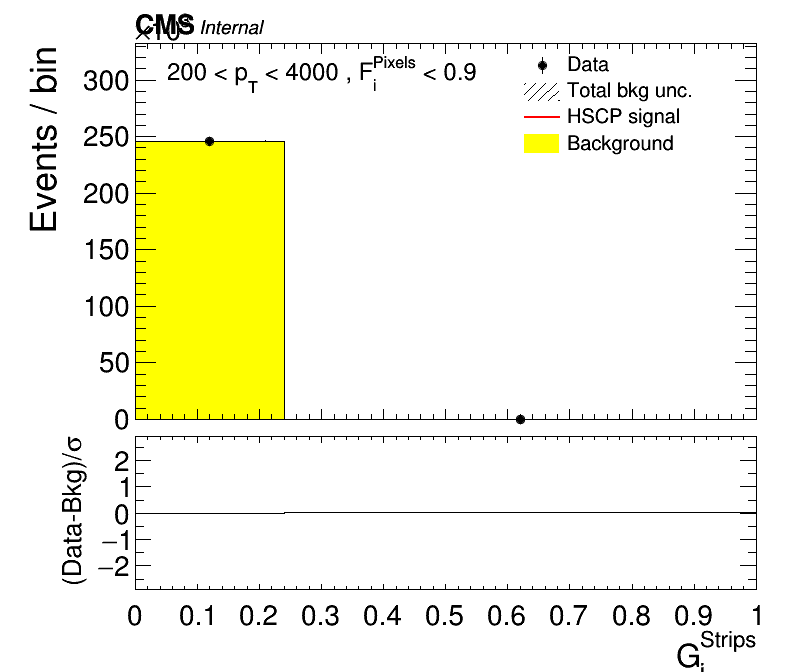 CMS Internal
×10³
200 < p_T < 4000 , F_i^Pixels < 0.9
Data
Total bkg unc.
HSCP signal
Background
Events / bin
300
250
200
150
100
50
0
(Data-Bkg)/σ
2
1
0
−1
−2
0 0.1 0.2 0.3 0.4 0.5 0.6 0.7 0.8 0.9 1
G_i^Strips